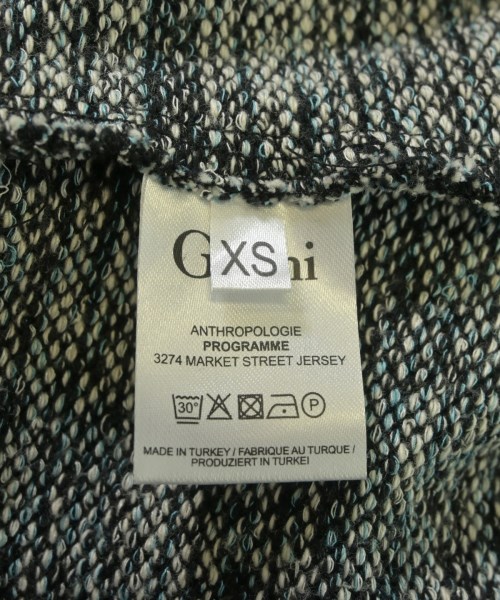 XS
ANTHROPOLOGIE
PROGRAMME
3274 MARKET STREET JERSEY
30°
P
MADE IN TURKEY / FABRIQUE AU TURQUE /
PRODUZIERT IN TURKEI